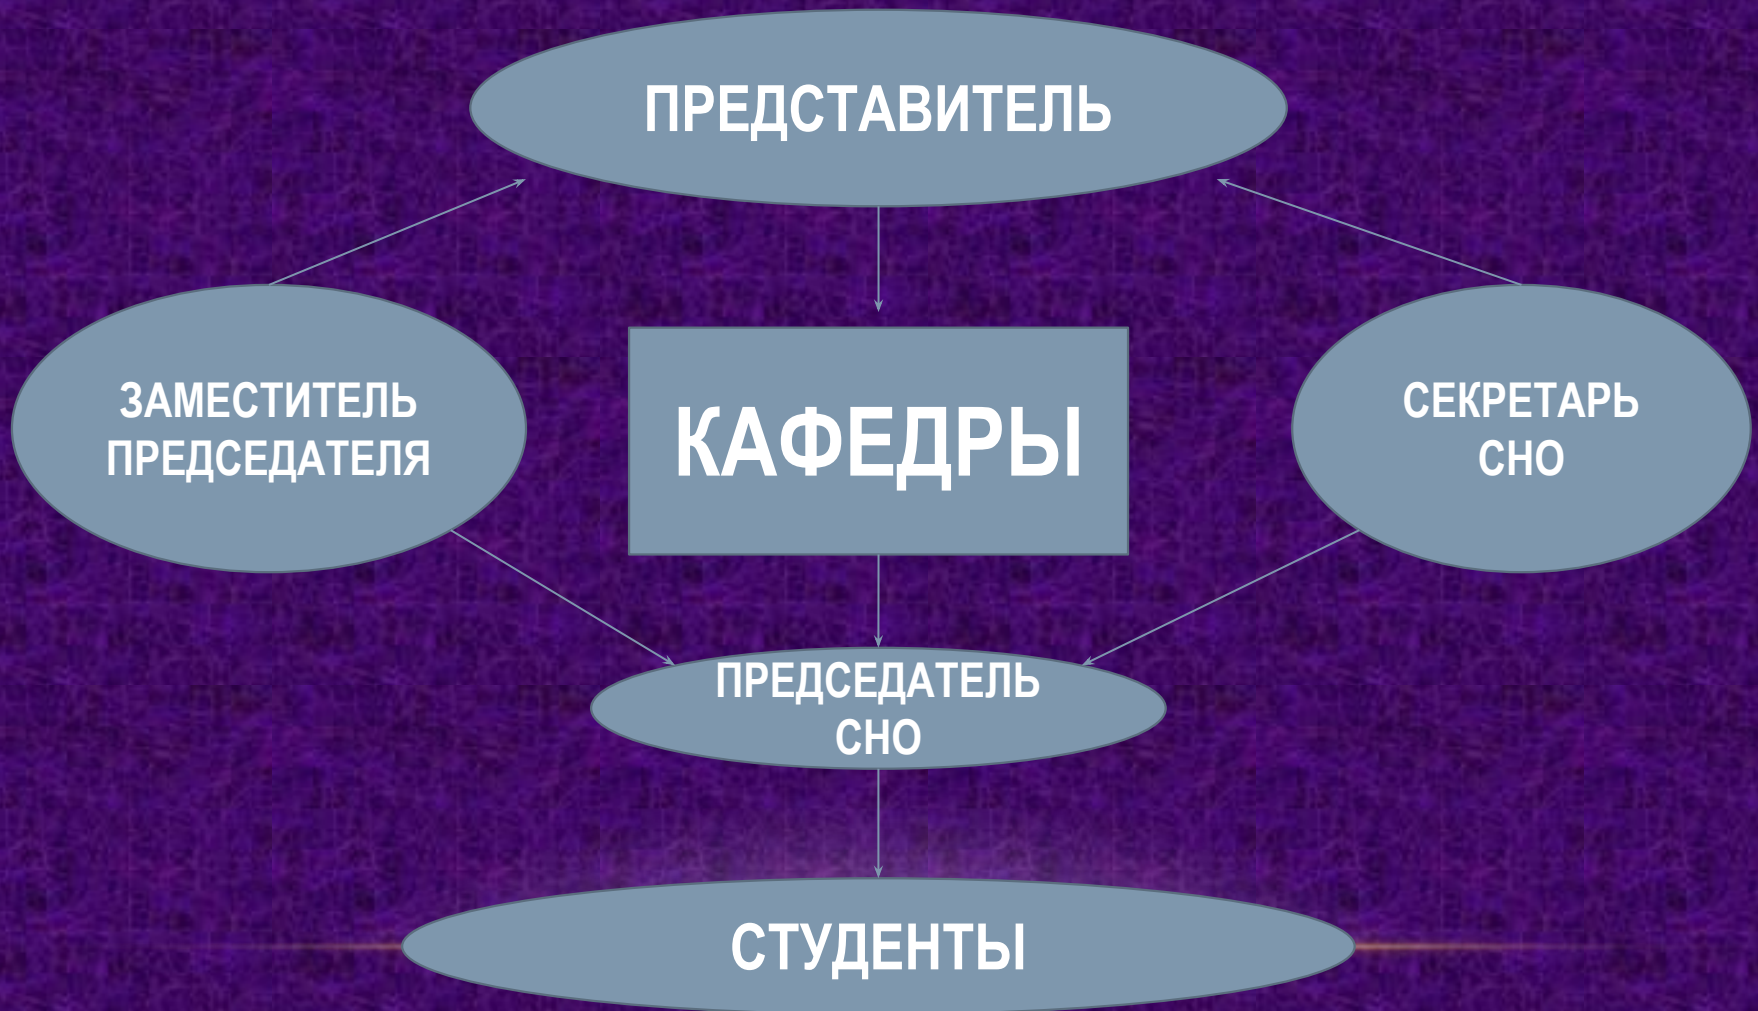 ПРЕДСТАВИТЕЛЬ
ЗАМЕСТИТЕЛЬ
ПРЕДСЕДАТЕЛЯ
КАФЕДРЫ
СЕКРЕТАРЬ
СНО
ПРЕДСЕДАТЕЛЬ
СНО
СТУДЕНТЫ